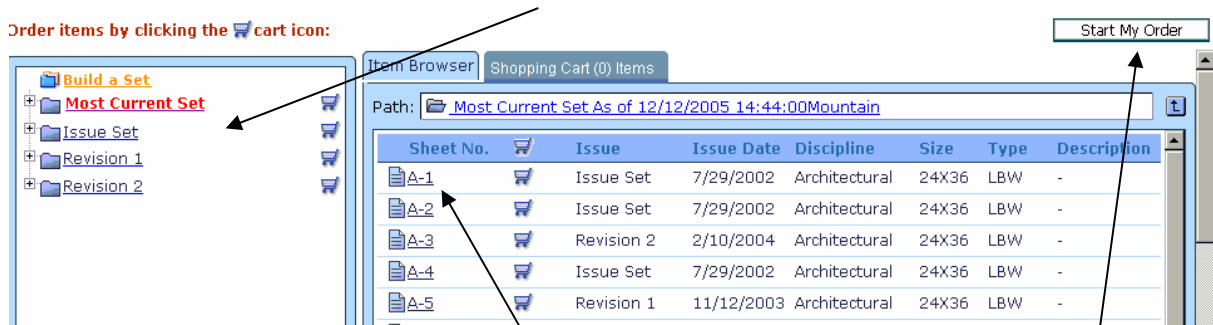 Order items by clicking the cart icon:
Start My Order
Build a Set
Most Current Set
Issue Set
Revision 1
Revision 2
Item Browser Shopping Cart (0) Items
Path: Most Current Set As of 12/12/2005 14:44:00Mountain
Sheet No. Issue Issue Date Discipline Size Type Description
A-1 Issue Set 7/29/2002 Architectural 24X36 LBW -
A-2 Issue Set 7/29/2002 Architectural 24X36 LBW -
A-3 Revision 2 2/10/2004 Architectural 24X36 LBW -
A-4 Issue Set 7/29/2002 Architectural 24X36 LBW -
A-5 Revision 1 11/12/2003 Architectural 24X36 LBW -